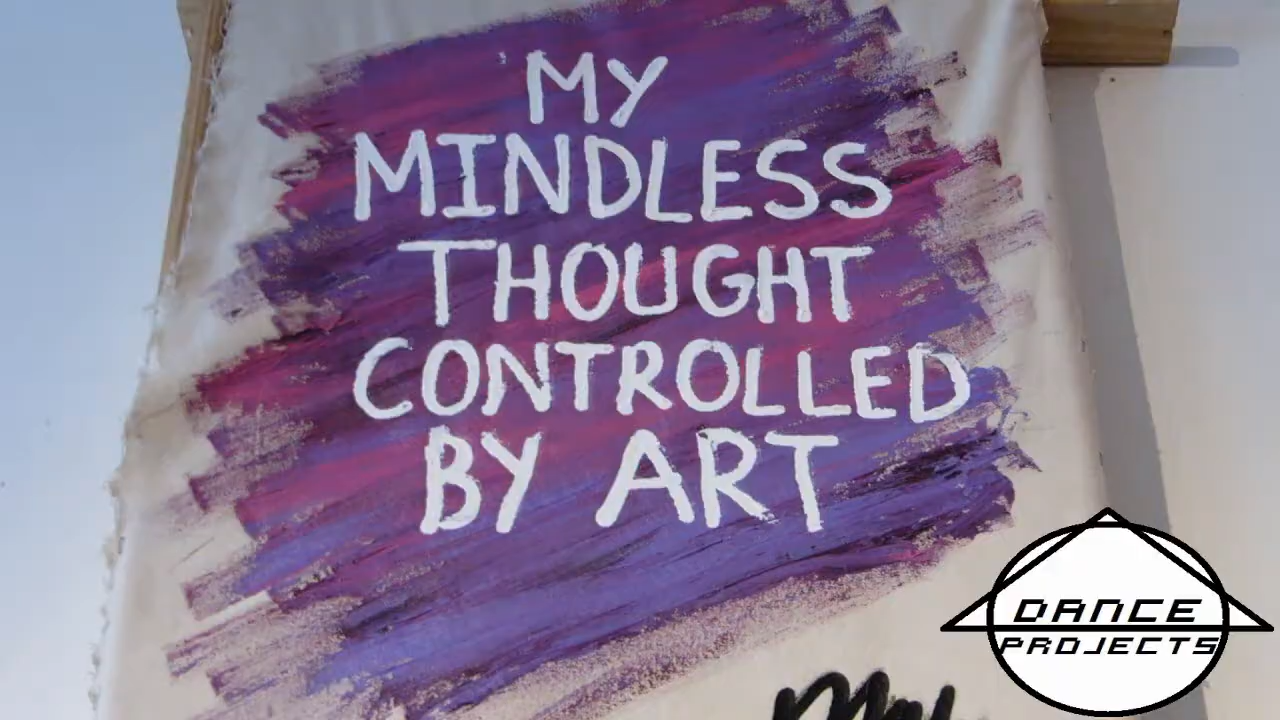 MY
MINDLESS
THOUGHT
CONTROLLED
BY ART
DANCE
PROJECTS